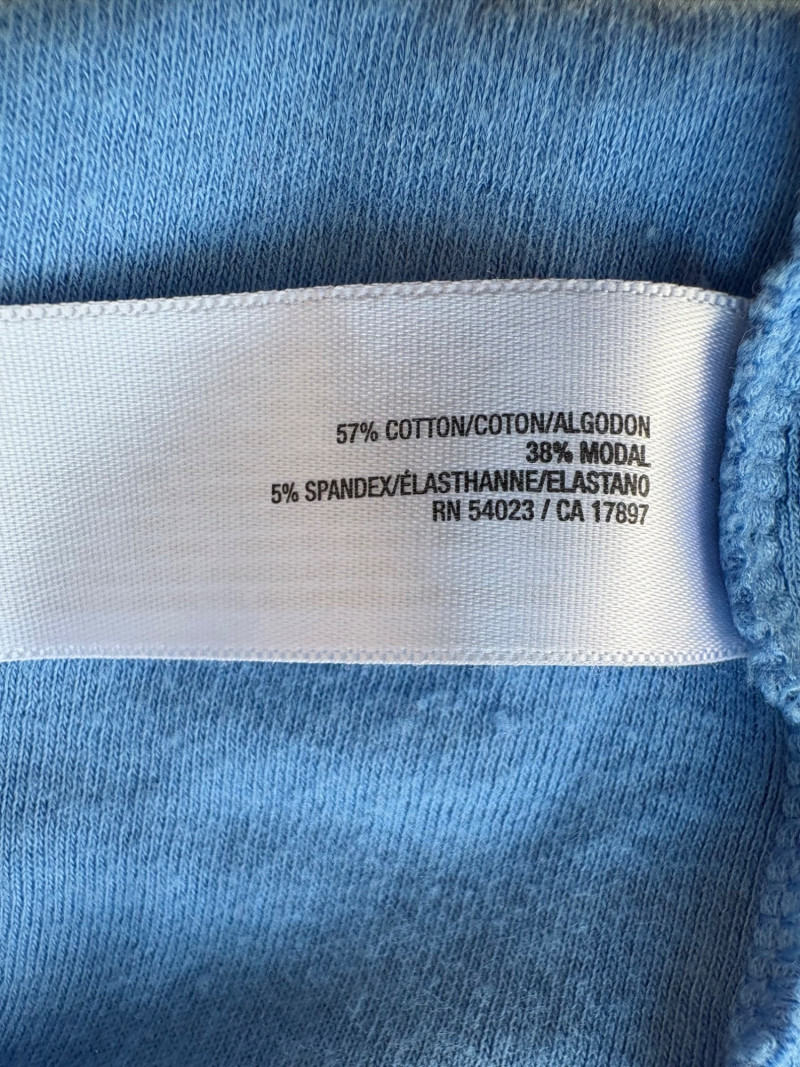 57% COTTON/COTON/ALGODON
38% MODAL
5% SPANDEX/ÉLASTHANNE/ELASTANO
RN 54023 / CA 17897